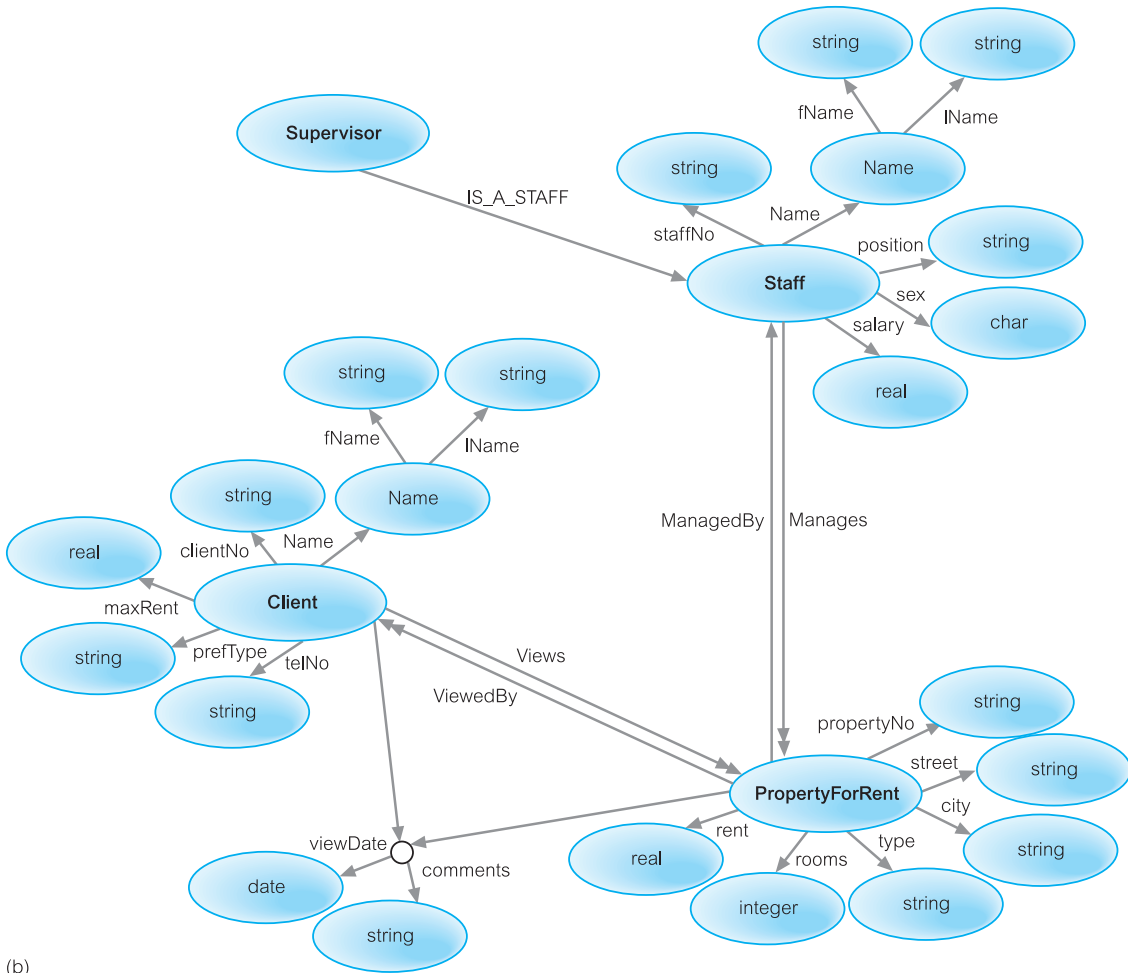 string
string
fName
lName
Supervisor
string
Name
IS_A_STAFF
Name
staffNo
position
string
Staff
sex
char
salary
real
string
string
fName
lName
string
Name
ManagedBy
Manages
real
clientNo
Name
Client
maxRent
string
prefType
telNo
string
Views
ViewedBy
propertyNo
string
street
string
PropertyForRent
city
string
rent
real
rooms
type
integer
string
viewDate
comments
date
string
(b)